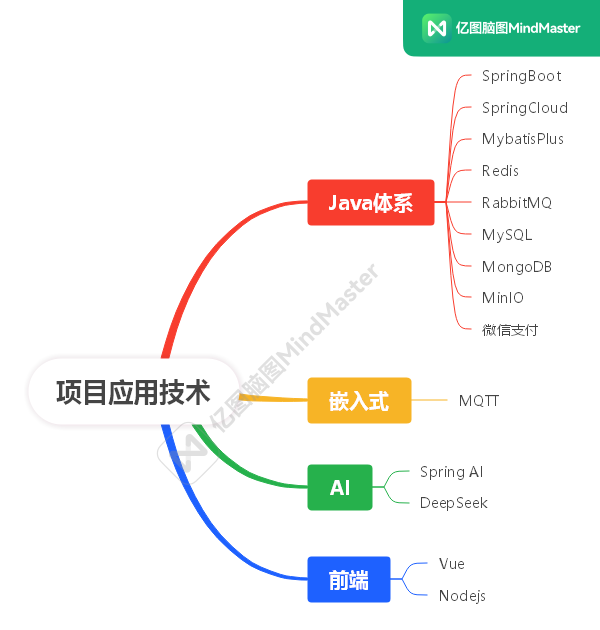 亿图脑图MindMaster
SpringBoot
SpringCloud
MybatisPlus
Redis
Java体系
RabbitMQ
MySQL
MongoDB
MinIO
微信支付
亿图脑图MindMaster
项目应用技术
嵌入式
MQTT
AI
Spring AI
DeepSeek
前端
Vue
Nodejs